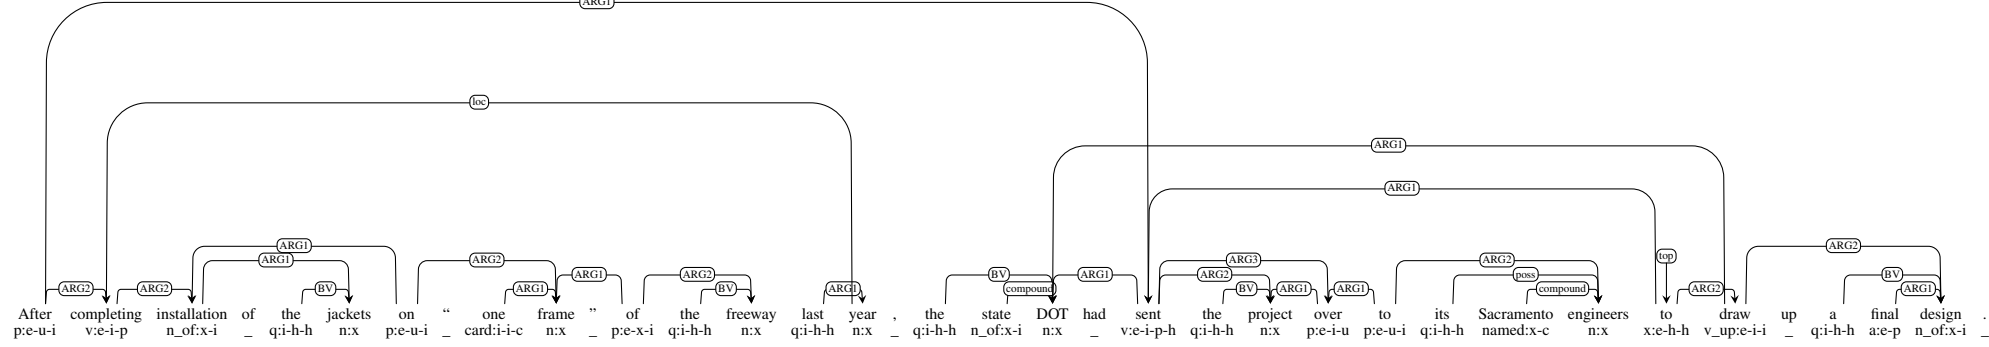 ARG1
loc
ARG1
ARG1
ARG1 ARG2
top
ARG1 ARG2 ARG3 ARG2
ARG1 ARG2 BV ARG1 ARG2 poss BV
ARG2 ARG2 BV ARG1 BV ARG1 compound BV ARG1 ARG1 compound ARG2 ARG1
After completing installation of the jackets on “ one frame ” of the freeway last year , the state DOT had sent the project over to its Sacramento engineers to draw up a final design .
p:e-u-i v:e-i-p n_of:x-i _ q:i-h-h n:x p:e-u-i _ card:i-i-c n:x _ p:e-x-i q:i-h-h n:x q:i-h-h n:x _ q:i-h-h n_of:x-i n:x _ v:e-i-p-h q:i-h-h n:x p:e-i-u p:e-u-i q:i-h-h named:x-c n:x x:e-h-h v_up:e-i-i _ q:i-h-h a:e-p n_of:x-i _